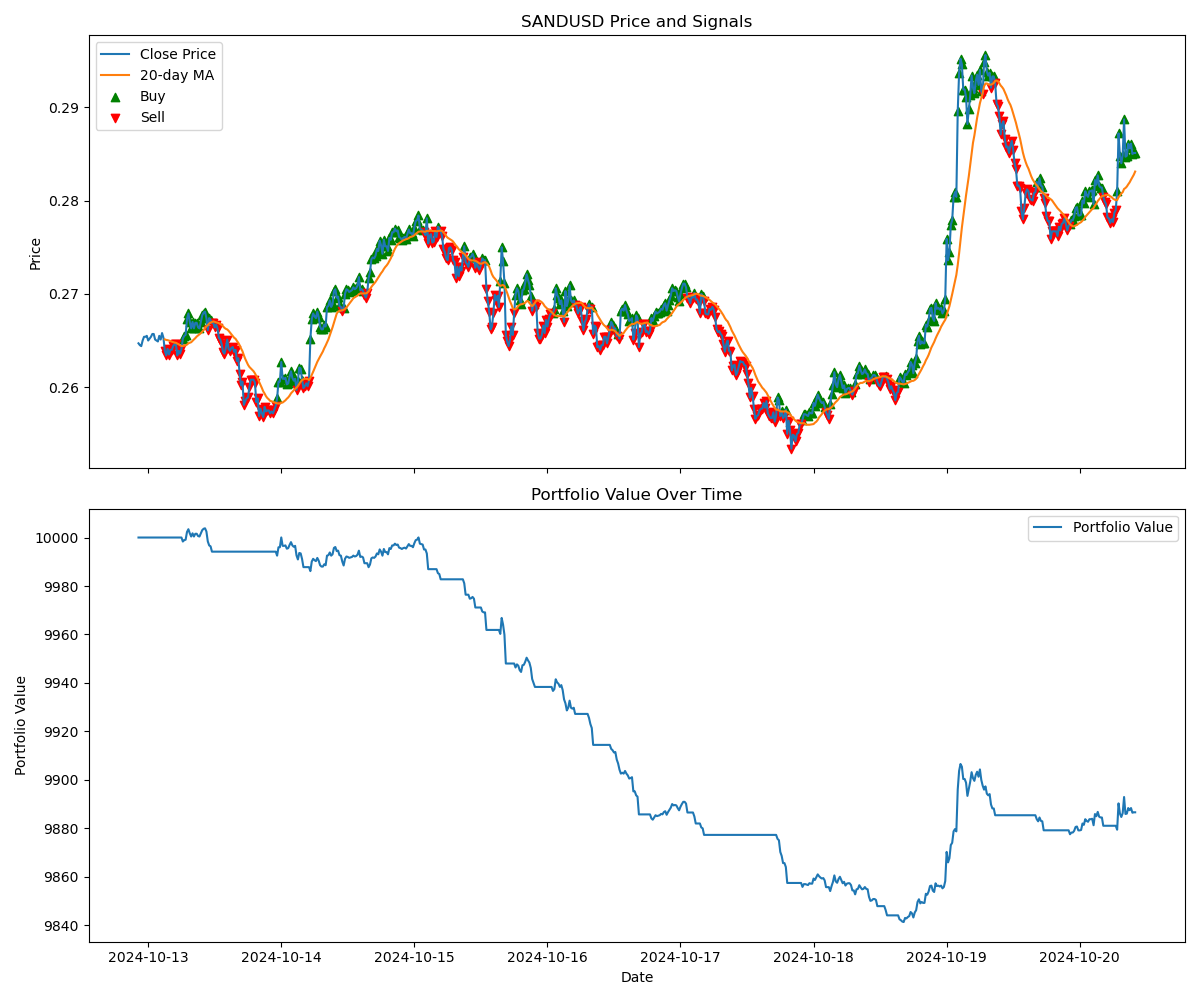 SANDUSD Price and Signals
Close Price
20-day MA
Buy
Sell
0.29
0.28
0.27
0.26
Price
Portfolio Value Over Time
Portfolio Value
10000
9980
9960
9940
9920
9900
9880
9860
9840
Portfolio Value
2024-10-13 2024-10-14 2024-10-15 2024-10-16 2024-10-17 2024-10-18 2024-10-19 2024-10-20
Date